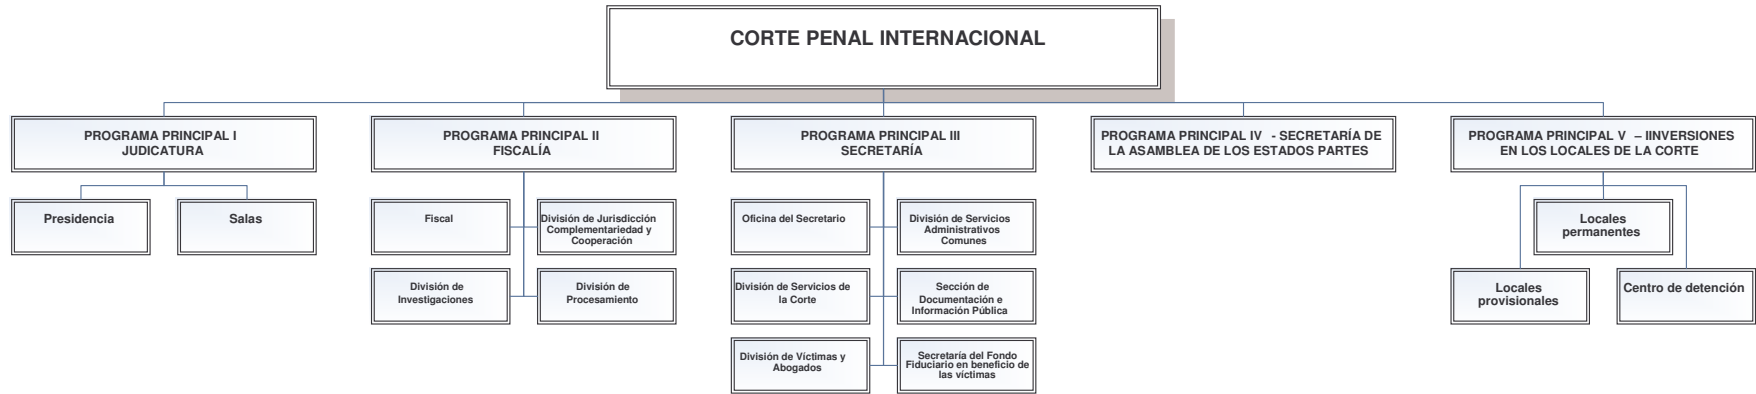 CORTE PENAL INTERNACIONAL
PROGRAMA PRINCIPAL I
JUDICATURA
PROGRAMA PRINCIPAL II
FISCALÍA
PROGRAMA PRINCIPAL III
SECRETARÍA
PROGRAMA PRINCIPAL IV - SECRETARÍA DE
LA ASAMBLEA DE LOS ESTADOS PARTES
PROGRAMA PRINCIPAL V – IINVERSIONES
EN LOS LOCALES DE LA CORTE
Presidencia
Salas
Fiscal
División de Jurisdicción
Complementariedad y
Cooperación
División de
Investigaciones
División de
Procesamiento
Oficina del Secretario
División de Servicios
Administrativos
Comunes
División de Servicios de
la Corte
Sección de
Documentación e
Información Pública
División de Víctimas y
Abogados
Secretaría del Fondo
Fiduciario en beneficio de
las víctimas
Locales
permanentes
Locales
provisionales
Centro de detención